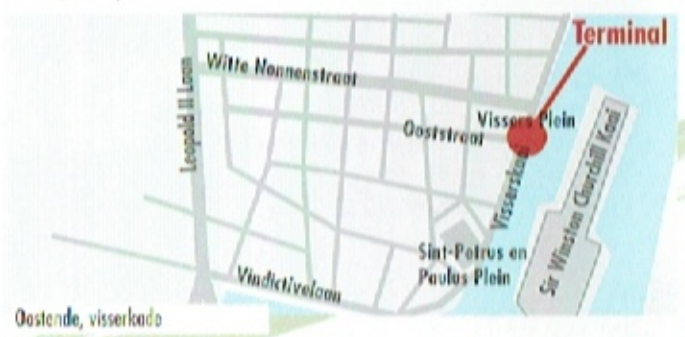 Terminal
Witte Nonnenstraat
Leopold II Laan
Vissers Plein
Ooststraat
Visserskaai
Sir Winston Churchill Kaai
Sint-Petrus en
Paulus Plein
Vindictivelaan
Oostende, visserkade